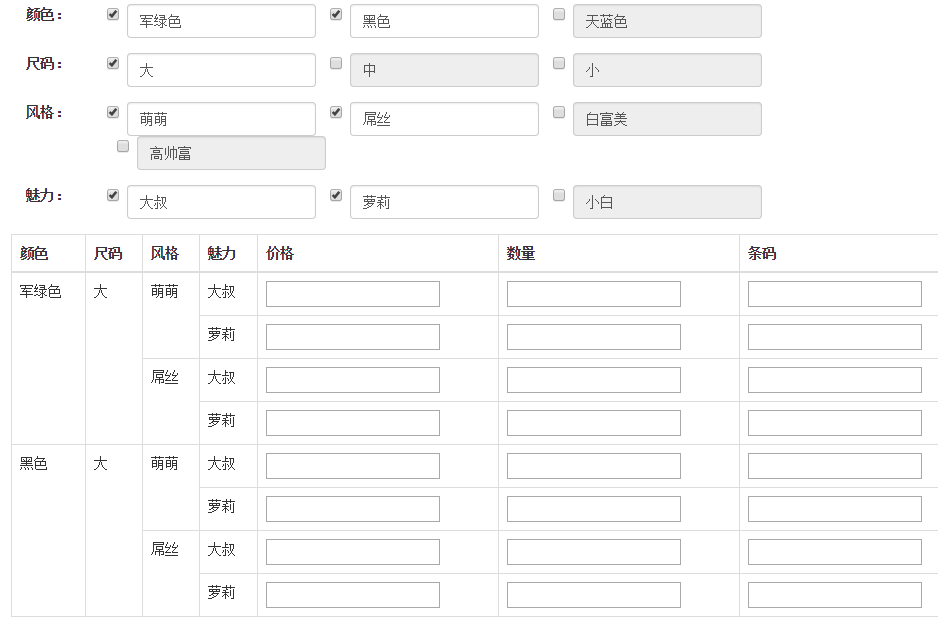 颜色： 军绿色 黑色 天蓝色
尺码： 大 中 小
风格： 萌萌 屌丝 白富美
高帅富
魅力： 大叔 萝莉 小白
颜色 尺码 风格 魅力 价格 数量 条码
军绿色 大 萌萌 大叔
萝莉
屌丝 大叔
萝莉
黑色 大 萌萌 大叔
萝莉
屌丝 大叔
萝莉